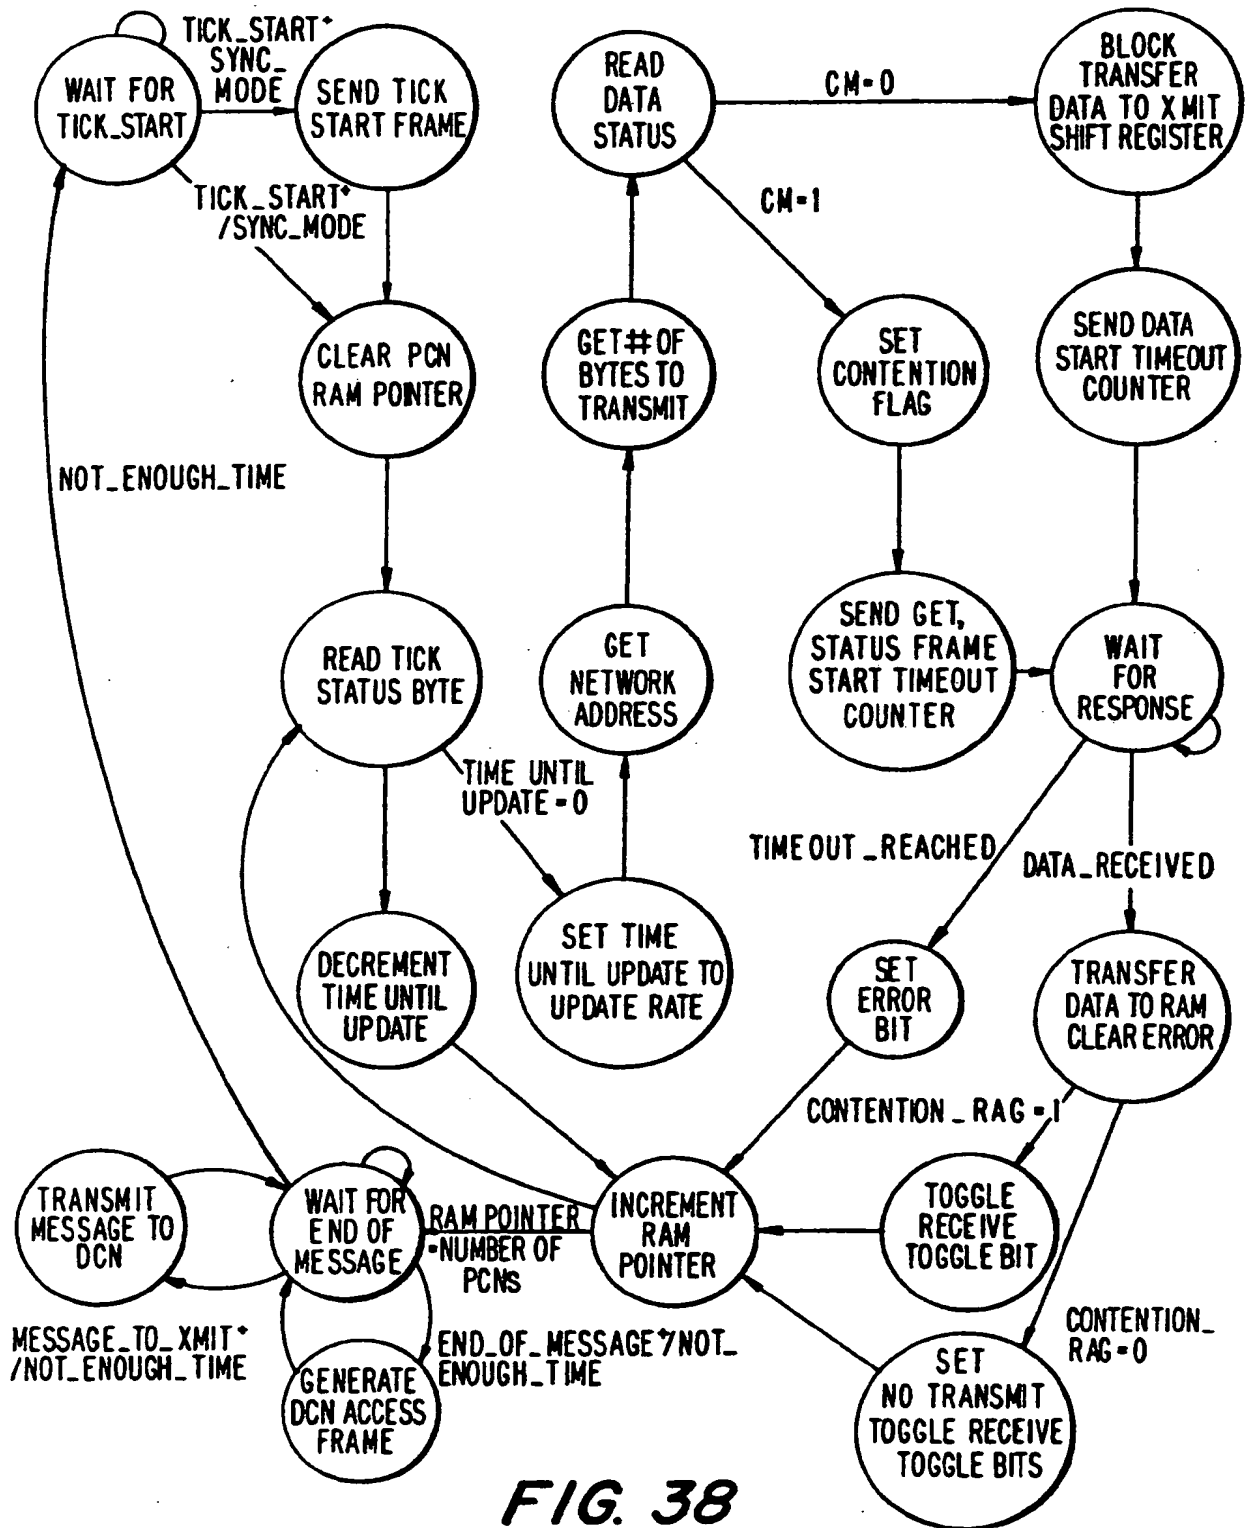 TICK_START*
SYNC_
MODE
WAIT FOR
TICK_START
SEND TICK
START FRAME
TICK_START*
/SYNC_MODE
CLEAR PCN
RAM POINTER
NOT_ENOUGH_TIME
READ TICK
STATUS BYTE
TIME UNTIL
UPDATE=0
DECREMENT
TIME UNTIL
UPDATE
SET TIME
UNTIL UPDATE TO
UPDATE RATE
GET
NETWORK
ADDRESS
GET # OF
BYTES TO
TRANSMIT
READ
DATA
STATUS
CM=0
BLOCK
TRANSFER
DATA TO XMIT
SHIFT REGISTER
CM=1
SET
CONTENTION
FLAG
SEND DATA
START TIMEOUT
COUNTER
SEND GET,
STATUS FRAME
START TIMEOUT
COUNTER
WAIT
FOR
RESPONSE
TIMEOUT_REACHED
DATA_RECEIVED
SET
ERROR
BIT
TRANSFER
DATA TO RAM
CLEAR ERROR
CONTENTION_RAG=1
TOGGLE
RECEIVE
TOGGLE BIT
INCREMENT
RAM
POINTER
RAM POINTER
=NUMBER OF
PCNs
WAIT FOR
END OF
MESSAGE
TRANSMIT
MESSAGE TO
DCN
MESSAGE_TO_XMIT*
/NOT_ENOUGH_TIME
END_OF_MESSAGE*/NOT_
ENOUGH_TIME
GENERATE
DCN ACCESS
FRAME
CONTENTION_
RAG=0
SET
NO TRANSMIT
TOGGLE RECEIVE
TOGGLE BITS
FIG. 38